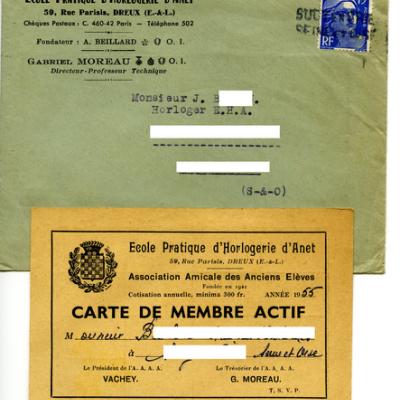 ECOLE PRATIQUE D'HORLOGERIE D'ANET
59, Rue Parisis, DREUX (E.-&-L.)
Chèques Postaux : C. 460-42 Paris — Téléphone 502
Fondateur : A. BEILLARD O. I.
GABRIEL MOREAU O. I.
Directeur-Professeur Technique
RF
Monsieur J. B
Horloger E.H.A.
(S-&-O)
Ecole Pratique d'Horlogerie d'Anet
59, Rue Parisis, DREUX (E.-&-L.)
Association Amicale des Anciens Elèves
Fondée en 1921
Cotisation annuelle, minima 300 fr. ANNÉE 1955
CARTE DE MEMBRE ACTIF
Monsieur
à Seine et Oise
Le Président de l'A. A. A. A. Le Trésorier de l'A. A. A. A.
VACHEY. G. MOREAU.
T. S. V. P.